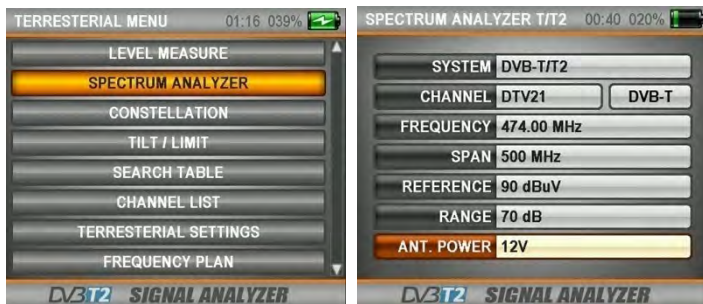 TERRESTERIAL MENU 01:16 039%
LEVEL MEASURE
SPECTRUM ANALYZER
CONSTELLATION
TILT / LIMIT
SEARCH TABLE
CHANNEL LIST
TERRESTERIAL SETTINGS
FREQUENCY PLAN
DVB T2 SIGNAL ANALYZER
SPECTRUM ANALYZER T/T2 00:40 020%
SYSTEM DVB-T/T2
CHANNEL DTV21 DVB-T
FREQUENCY 474.00 MHz
SPAN 500 MHz
REFERENCE 90 dBuV
RANGE 70 dB
ANT. POWER 12V
DVB T2 SIGNAL ANALYZER